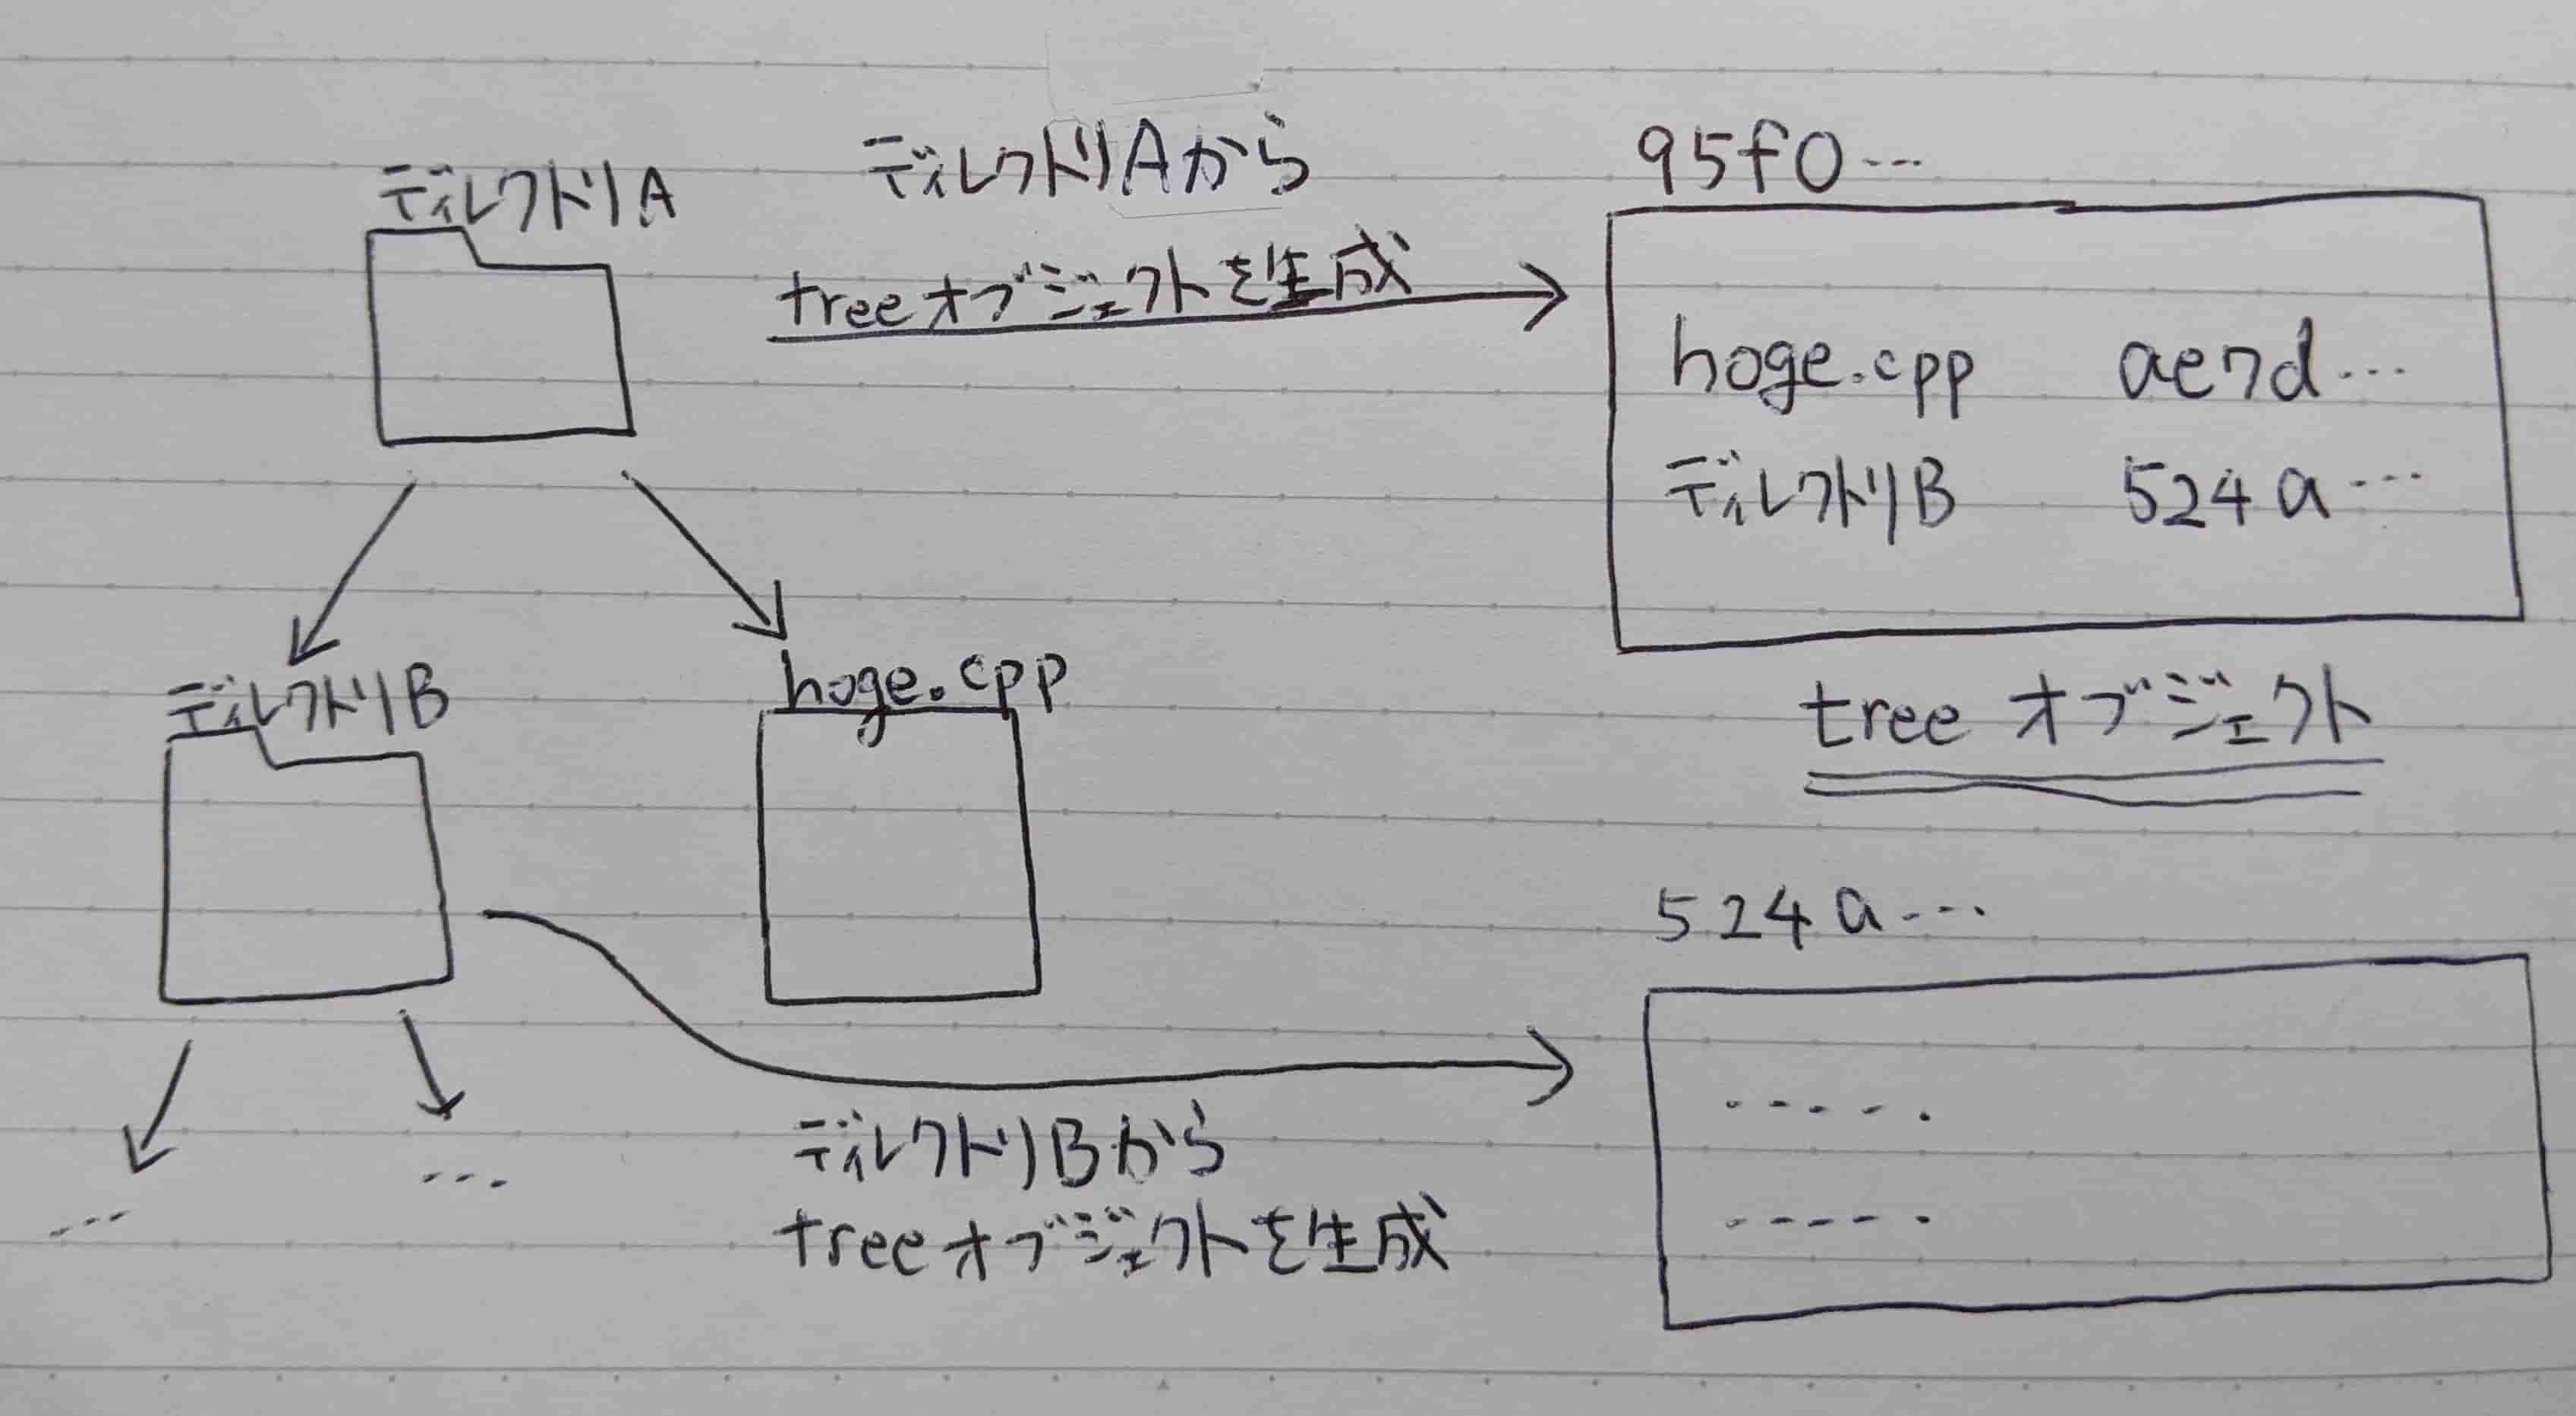 ディレクトリA
ディレクトリAから
treeオブジェクトを生成
95f0…
hoge.cpp ae7d…
ディレクトリB 524a…
treeオブジェクト
ディレクトリB
hoge.cpp
524a…
.....
.....
ディレクトリBから
treeオブジェクトを生成
...
...